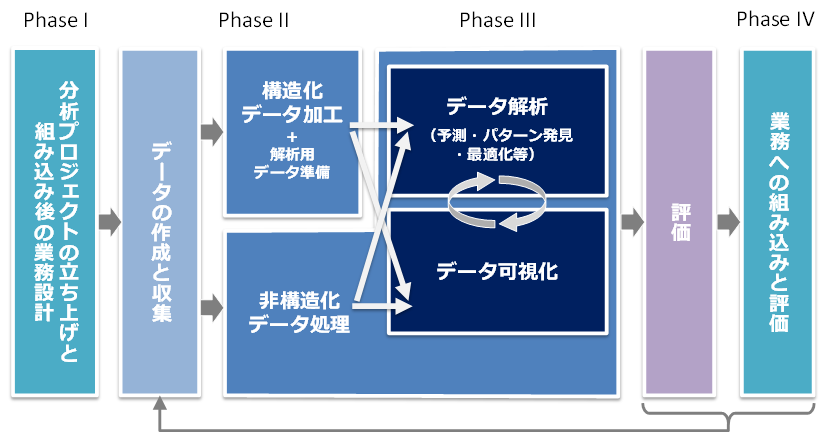 Phase I
Phase II
Phase III
Phase IV
分析プロジェクトの立ち上げと
組み込み後の業務設計
データの作成と収集
構造化
データ加工
+
解析用
データ準備
非構造化
データ処理
データ解析
（予測・パターン発見
・最適化等）
データ可視化
評価
業務への組み込みと評価